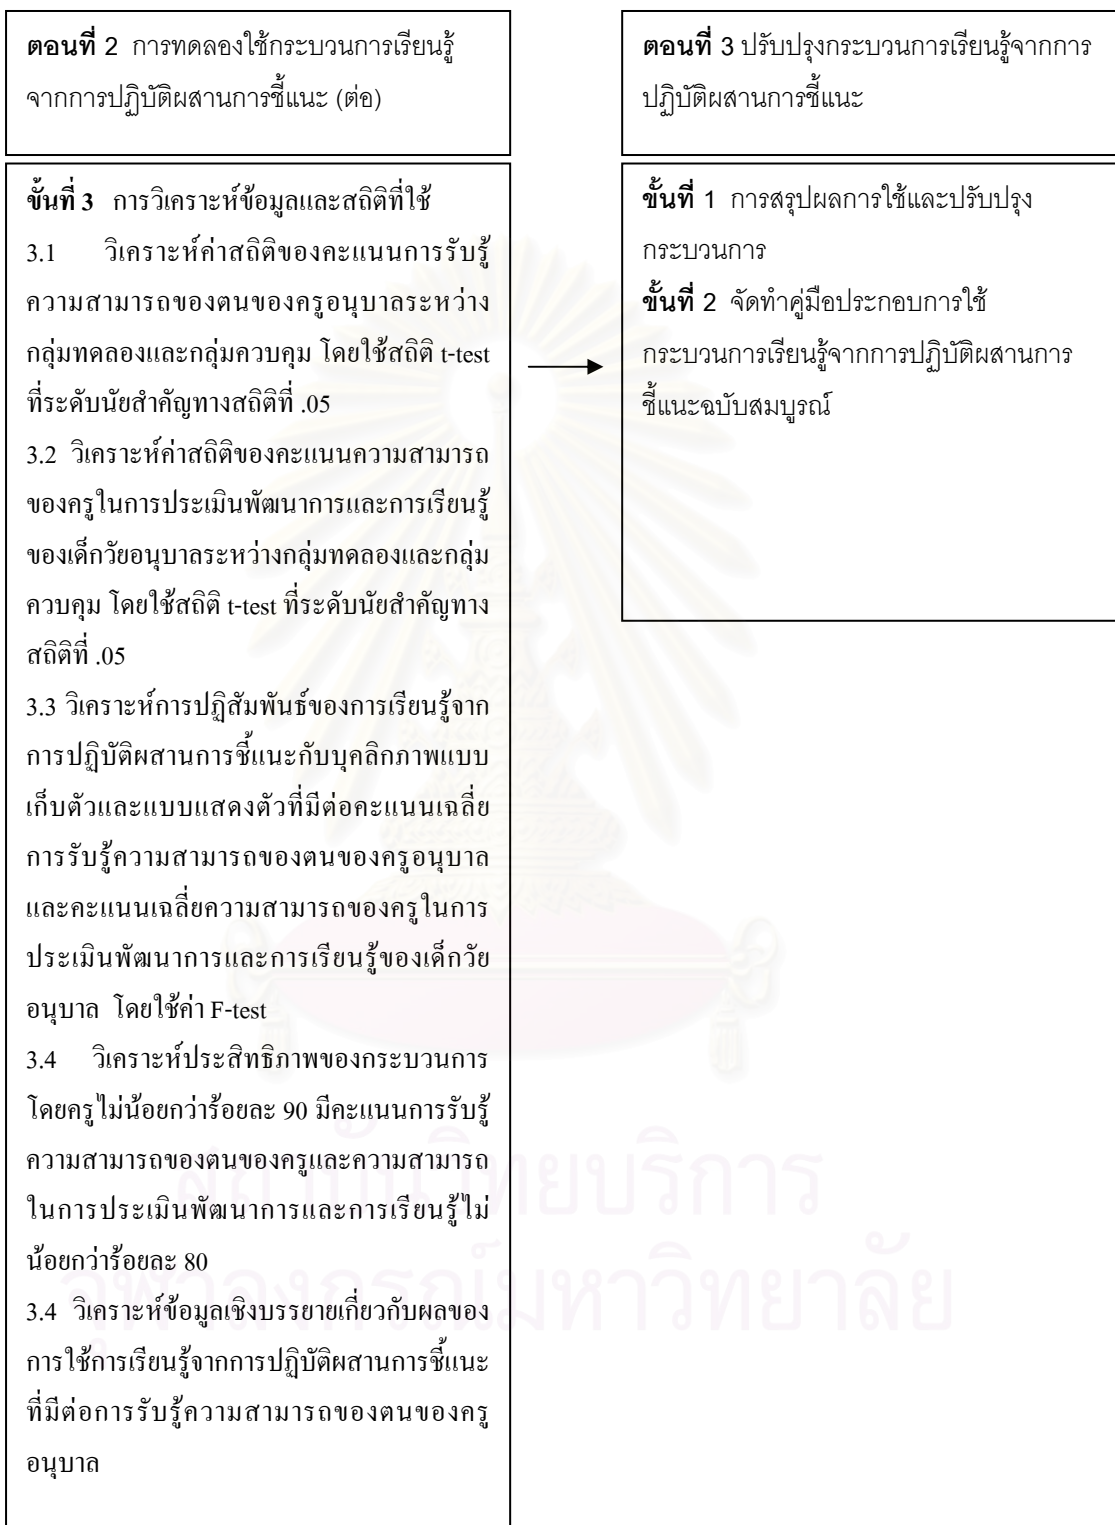 ตอนที่ 2 การทดลองใช้กระบวนการเรียนรู้
จากการปฏิบัติผสานการชี้แนะ (ต่อ)
ขั้นที่ 3 การวิเคราะห์ข้อมูลและสถิติที่ใช้
3.1 วิเคราะห์ค่าสถิติของคะแนนการรับรู้
ความสามารถของตนของครูอนุบาลระหว่าง
กลุ่มทดลองและกลุ่มควบคุม โดยใช้สถิติ t-test
ที่ระดับนัยสำคัญทางสถิติที่ .05
3.2 วิเคราะห์ค่าสถิติของคะแนนความสามารถ
ของครูในการประเมินพัฒนาการและการเรียนรู้
ของเด็กวัยอนุบาลระหว่างกลุ่มทดลองและกลุ่ม
ควบคุม โดยใช้สถิติ t-test ที่ระดับนัยสำคัญทาง
สถิติที่ .05
3.3 วิเคราะห์การปฏิสัมพันธ์ของการเรียนรู้จาก
การปฏิบัติผสานการชี้แนะกับบุคลิกภาพแบบ
เก็บตัวและแบบแสดงตัวที่มีต่อคะแนนเฉลี่ย
การรับรู้ความสามารถของตนของครูอนุบาล
และคะแนนเฉลี่ยความสามารถของครูในการ
ประเมินพัฒนาการและการเรียนรู้ของเด็กวัย
อนุบาล โดยใช้ค่า F-test
3.4 วิเคราะห์ประสิทธิภาพของกระบวนการ
โดยครูไม่น้อยกว่าร้อยละ 90 มีคะแนนการรับรู้
ความสามารถของตนของครูและความสามารถ
ในการประเมินพัฒนาการและการเรียนรู้ไม่
น้อยกว่าร้อยละ 80
3.4 วิเคราะห์ข้อมูลเชิงบรรยายเกี่ยวกับผลของ
การใช้การเรียนรู้จากการปฏิบัติผสานการชี้แนะ
ที่มีต่อการรับรู้ความสามารถของตนของครู
อนุบาล
ตอนที่ 3 ปรับปรุงกระบวนการเรียนรู้จากการ
ปฏิบัติผสานการชี้แนะ
ขั้นที่ 1 การสรุปผลการใช้และปรับปรุง
กระบวนการ
ขั้นที่ 2 จัดทำคู่มือประกอบการใช้
กระบวนการเรียนรู้จากการปฏิบัติผสานการ
ชี้แนะฉบับสมบูรณ์
สถาบันวิทยบริการ
จุฬาลงกรณ์มหาวิทยาลัย